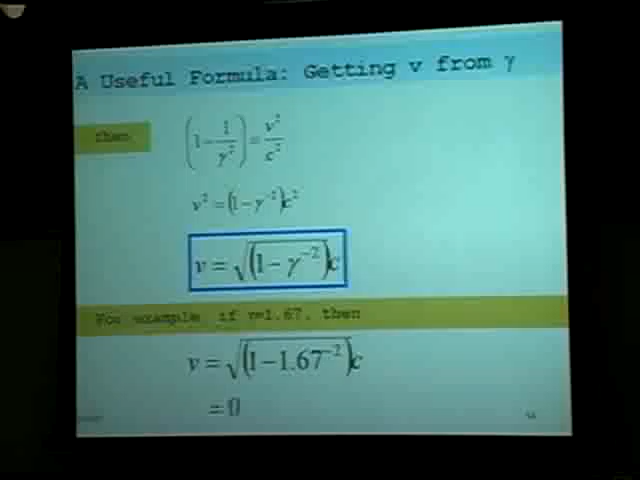 A Useful Formula: Getting v from γ
then
(1 − 1/γ²) = v²/c²
v² = (1 − γ⁻²)c²
v = √(1 − γ⁻²)c
For example, if γ=1.67, then
v = √(1 − 1.67⁻²)c
= 0